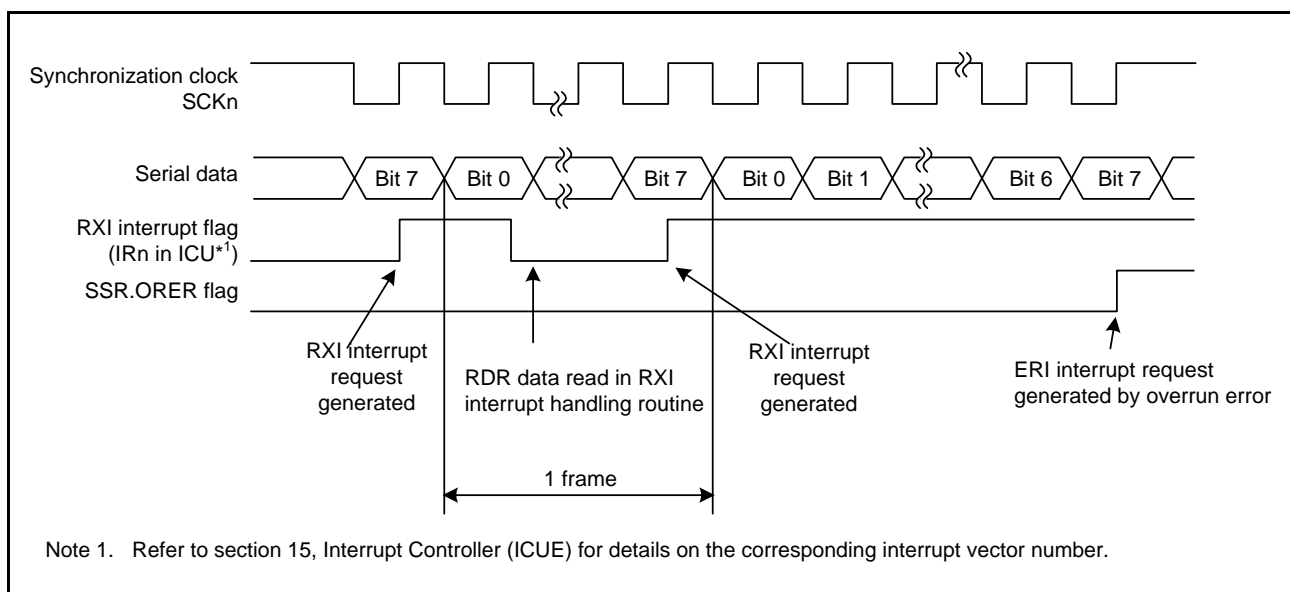 Synchronization clock
SCKn
Serial data
Bit 7
Bit 0
Bit 7
Bit 0
Bit 1
Bit 6
Bit 7
RXI interrupt flag
(IRn in ICU*1)
SSR.ORER flag
RXI interrupt
request
generated
RDR data read in RXI
interrupt handling routine
RXI interrupt
request
generated
ERI interrupt request
generated by overrun error
1 frame
Note 1. Refer to section 15, Interrupt Controller (ICUE) for details on the corresponding interrupt vector number.